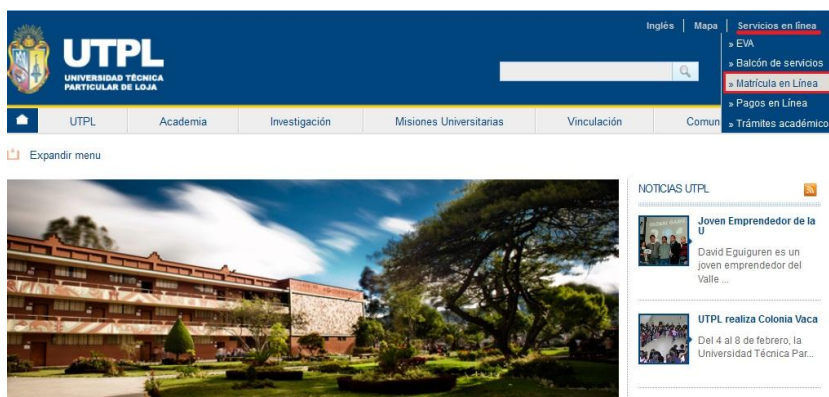 Inglès | Mapa | Servicios en línea
» EVA
» Balcón de servicios
» Matrícula en Línea
» Pagos en Línea
» Trámites académico
UTPL
UNIVERSIDAD TÉCNICA
PARTICULAR DE LOJA
UTPL Academia Investigación Misiones Universitarias Vinculación Comun
Expandir menu
NOTICIAS UTPL
Joven Emprendedor de la
U
David Eguiguren es un
joven emprendedor del
Valle ...
UTPL realiza Colonia Vaca
Del 4 al 8 de febrero, la
Universidad Técnica Par...